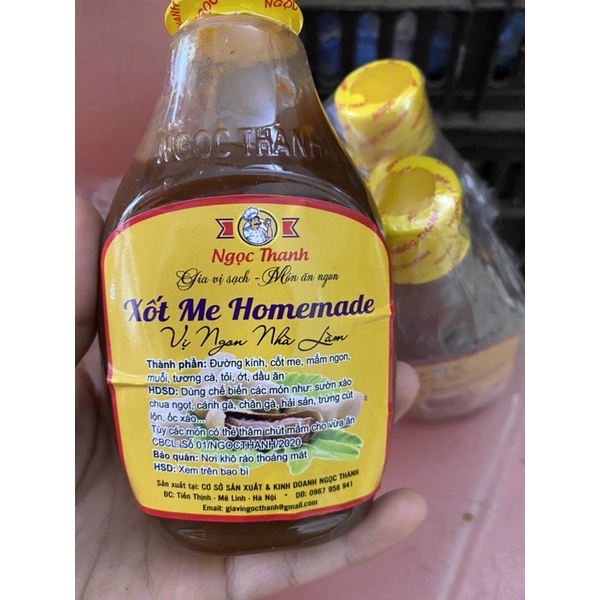 NGỌC
NGOC THANH
Ngọc Thanh
Gia vị sạch - Món ăn ngon
Xốt Me Homemade
Vị Ngon Nhà Làm
Thành phần: Đường kính, cốt me, mắm ngon,
muối, tương cà, tỏi, ớt, dầu ăn
HDSD: Dùng chế biến các món như: sườn xào
chua ngọt, cánh gà, chân gà, hải sản, trứng cút
lộn, ốc xào...
Tùy các món có thể thêm chút mắm cho vừa ăn
CBCL: Số 01/NGOCTHANH/2020
Bảo quản: Nơi khô ráo thoáng mát
HSD: Xem trên bao bì
Sản xuất tại: CƠ SỞ SẢN XUẤT & KINH DOANH NGỌC THANH
ĐC: Tiến Thịnh - Mê Linh - Hà Nội • DĐ: 0967 958 941
Email: giavingocthanh@gmail.com
NGỌC THANH